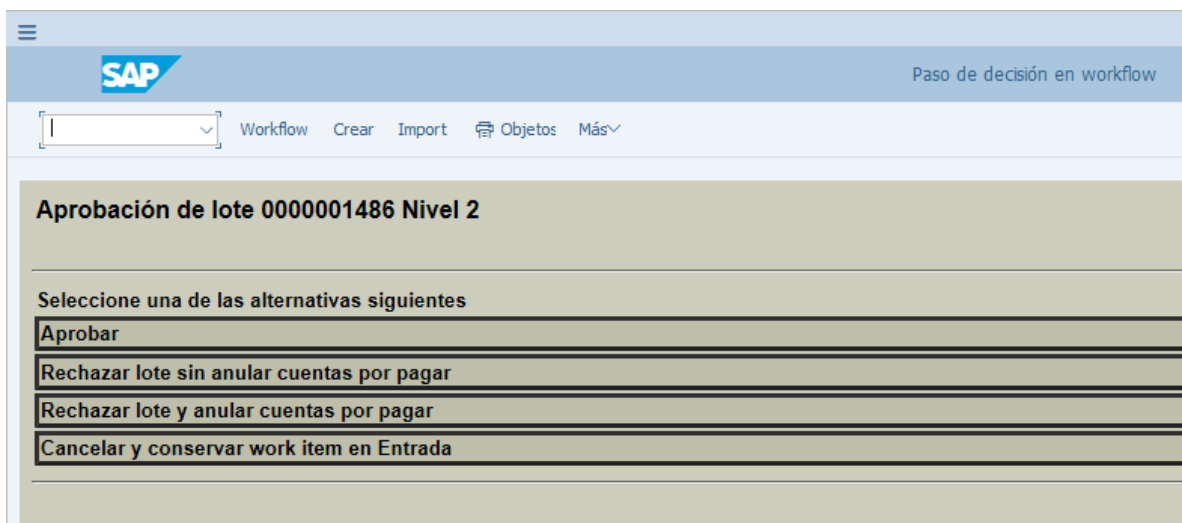 SAP
Paso de decisión en workflow
Workflow Crear Import Objetos Más
Aprobación de lote 0000001486 Nivel 2
Seleccione una de las alternativas siguientes
Aprobar
Rechazar lote sin anular cuentas por pagar
Rechazar lote y anular cuentas por pagar
Cancelar y conservar work item en Entrada